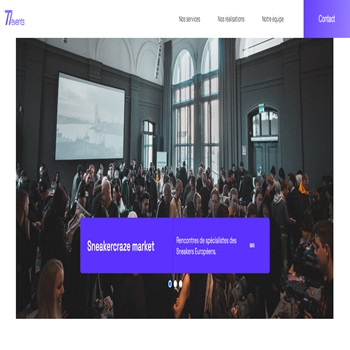 77events
Nos services
Nos réalisations
Notre équipe
Contact
Sneakercraze market
Rencontres de spécialistes des
Sneakers Européens.